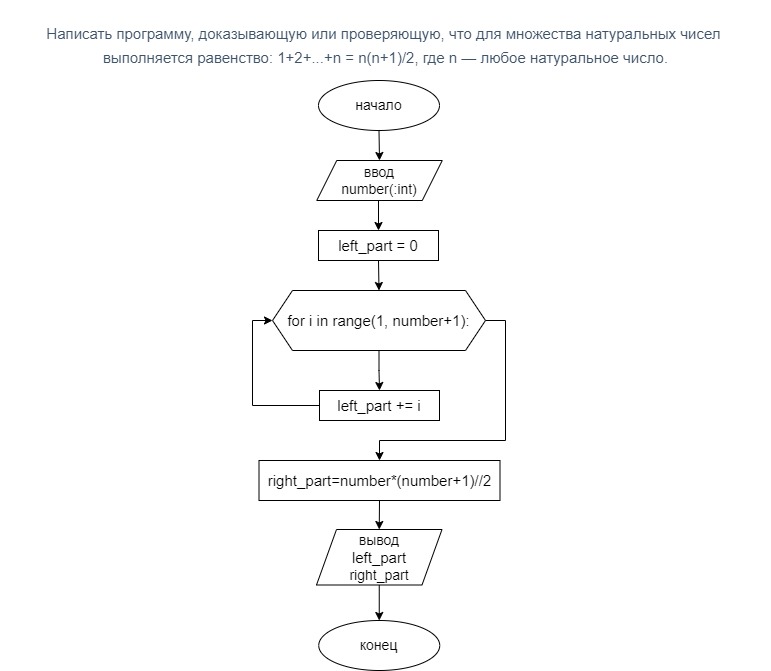 Написать программу, доказывающую или проверяющую, что для множества натуральных чисел
выполняется равенство: 1+2+...+n = n(n+1)/2, где n — любое натуральное число.
начало
ввод
number(:int)
left_part = 0
for i in range(1, number+1):
left_part += i
right_part=number*(number+1)//2
вывод
left_part
right_part
конец